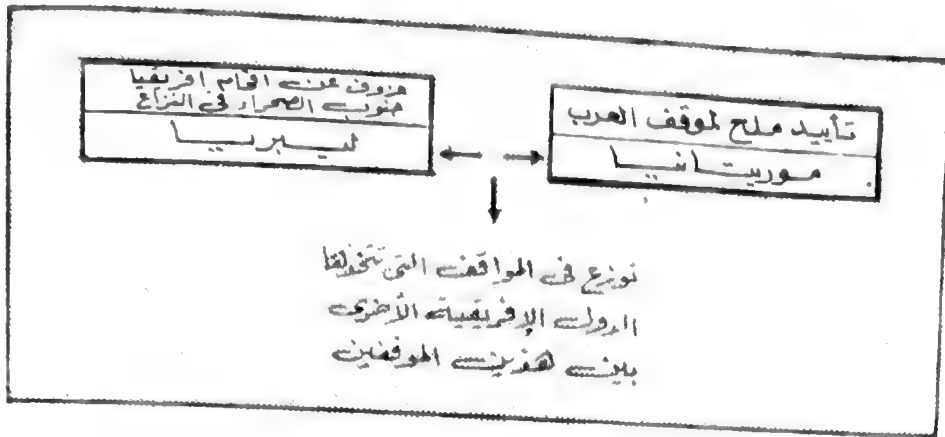 تأييد ملح لموقف العرب
موريتانيا
عزوف عن اقحام افريقيا
جنوب الصحراء في النزاع
ليبريا
توزع في المواقف التي تتخذها
الدول الإفريقية الأخرى
بين هذين الموقفين